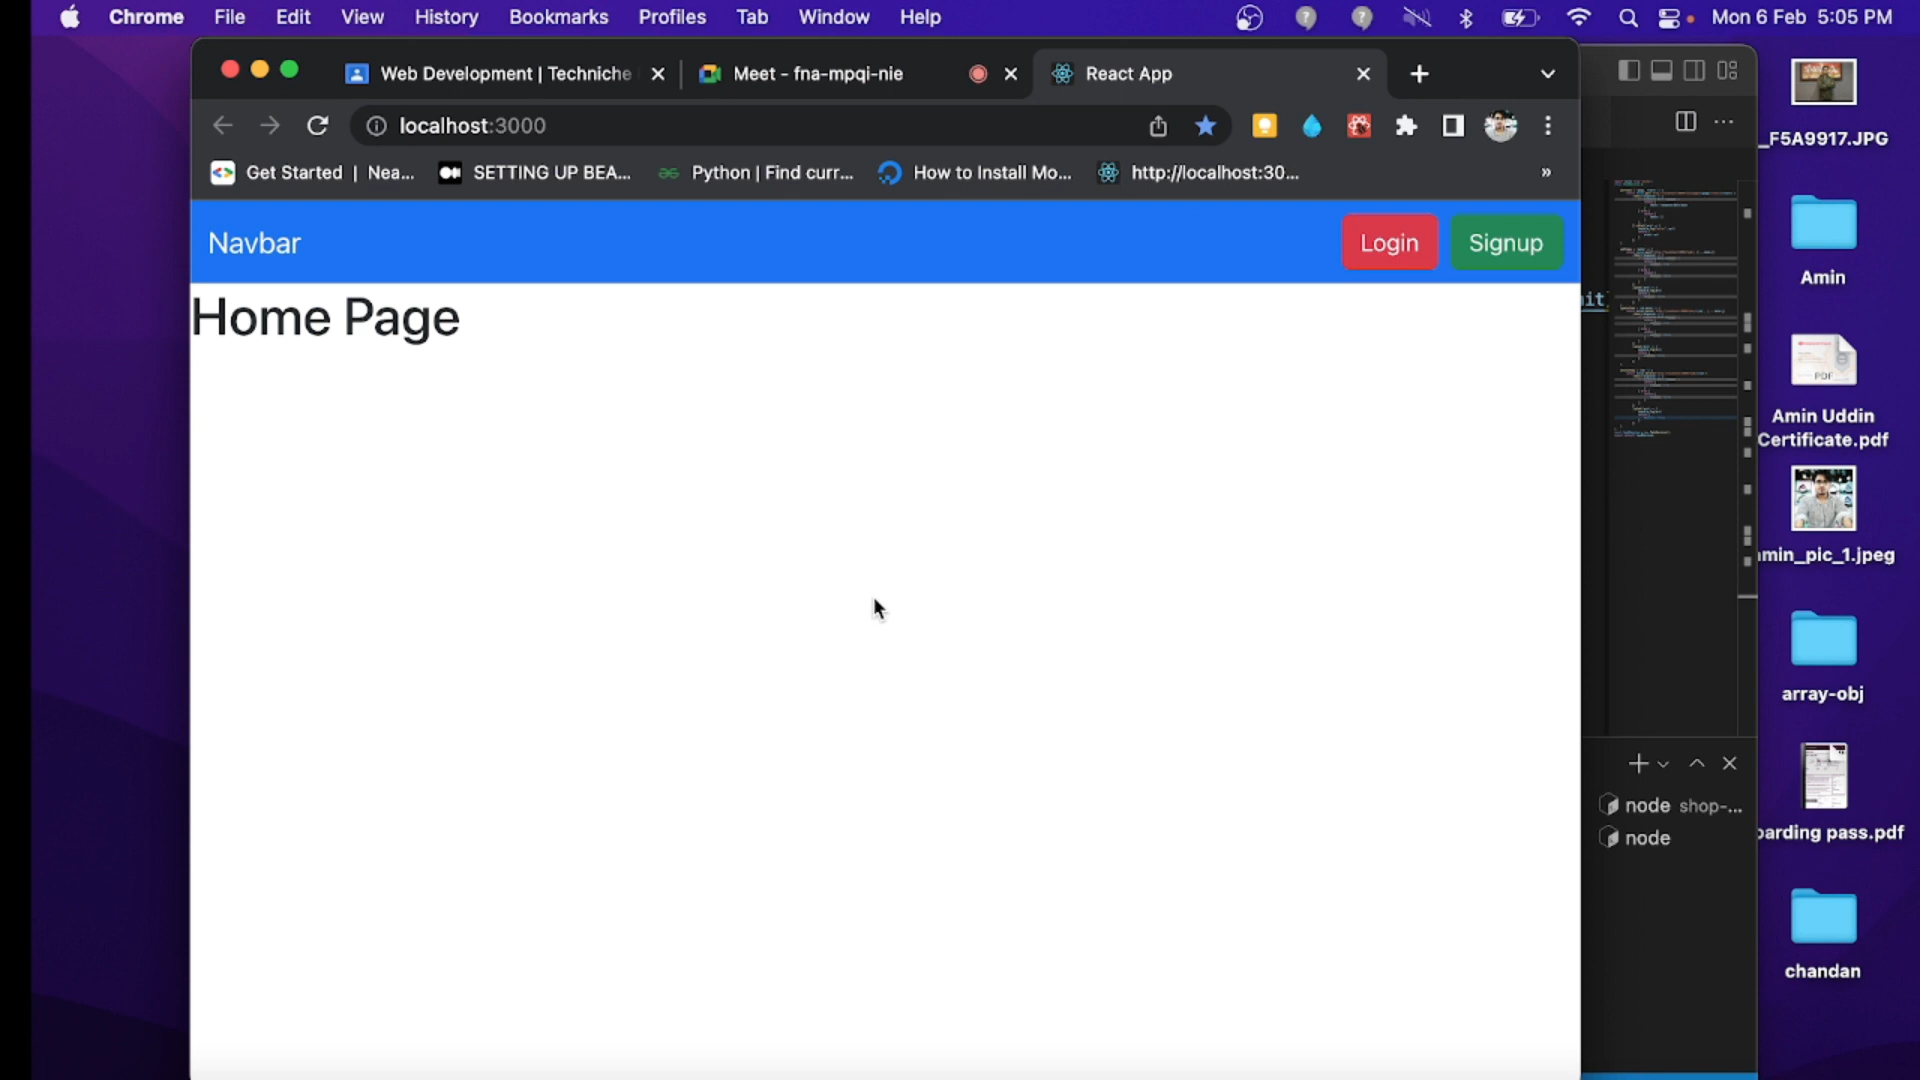 Chrome File Edit View History Bookmarks Profiles Tab Window Help Mon 6 Feb 5:05 PM
Web Development | Techniche
Meet - fna-mpqi-nie
React App
localhost:3000
Get Started | Nea...
SETTING UP BEA...
Python | Find curr...
How to Install Mo...
http://localhost:30...
»
Navbar
Login
Signup
Home Page
_F5A9917.JPG
Amin
PDF
Amin Uddin
Certificate.pdf
min_pic_1.jpeg
array-obj
node shop-...
node
arding pass.pdf
chandan